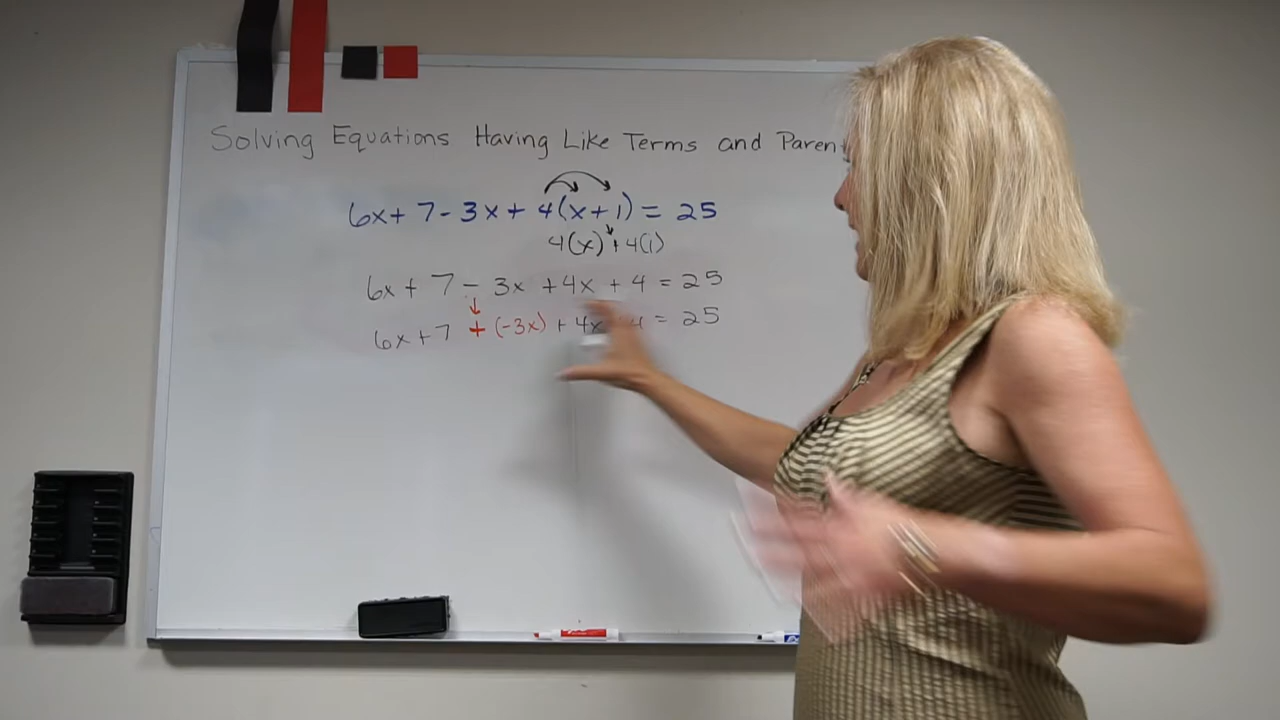 Solving Equations Having Like Terms and Paren
6x + 7 - 3x + 4(x + 1) = 25
4(x) + 4(1)
6x + 7 - 3x + 4x + 4 = 25
6x + 7 + (-3x) + 4x + 4 = 25